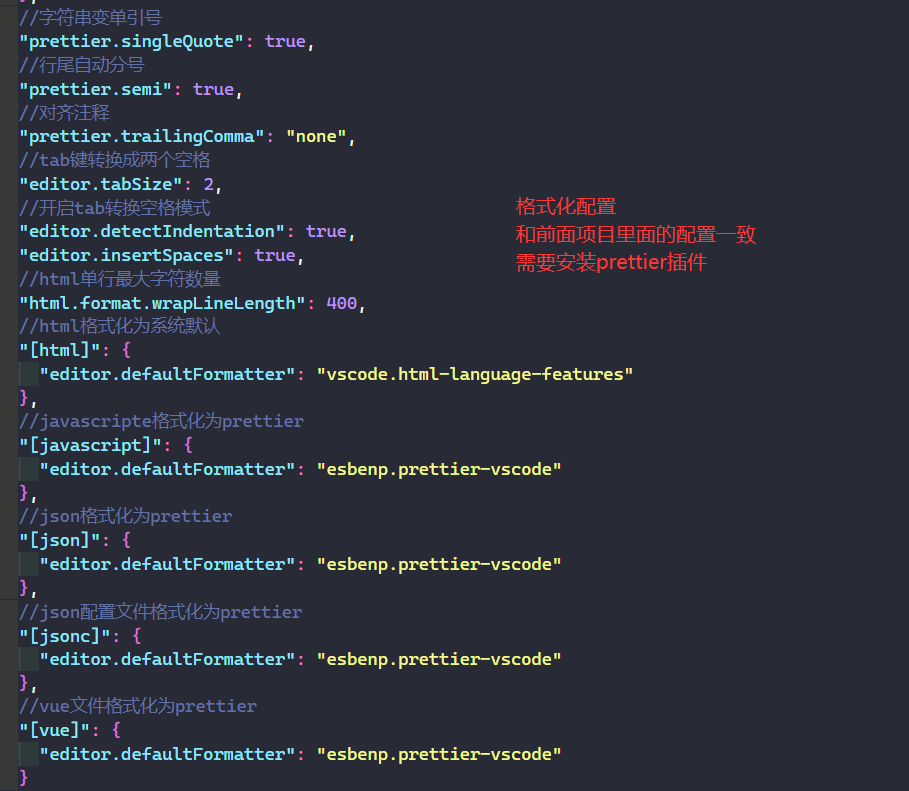 //字符串变单引号
"prettier.singleQuote": true,
//行尾自动分号
"prettier.semi": true,
//对齐注释
"prettier.trailingComma": "none",
//tab键转换成两个空格
"editor.tabSize": 2,
//开启tab转换空格模式
"editor.detectIndentation": true,
"editor.insertSpaces": true,
//html单行最大字符数量
"html.format.wrapLineLength": 400,
//html格式化为系统默认
"[html]": {
  "editor.defaultFormatter": "vscode.html-language-features"
},
//javascripte格式化为prettier
"[javascript]": {
  "editor.defaultFormatter": "esbenp.prettier-vscode"
},
//json格式化为prettier
"[json]": {
  "editor.defaultFormatter": "esbenp.prettier-vscode"
},
//json配置文件格式化为prettier
"[jsonc]": {
  "editor.defaultFormatter": "esbenp.prettier-vscode"
},
//vue文件格式化为prettier
"[vue]": {
  "editor.defaultFormatter": "esbenp.prettier-vscode"
}
格式化配置
和前面项目里面的配置一致
需要安装prettier插件